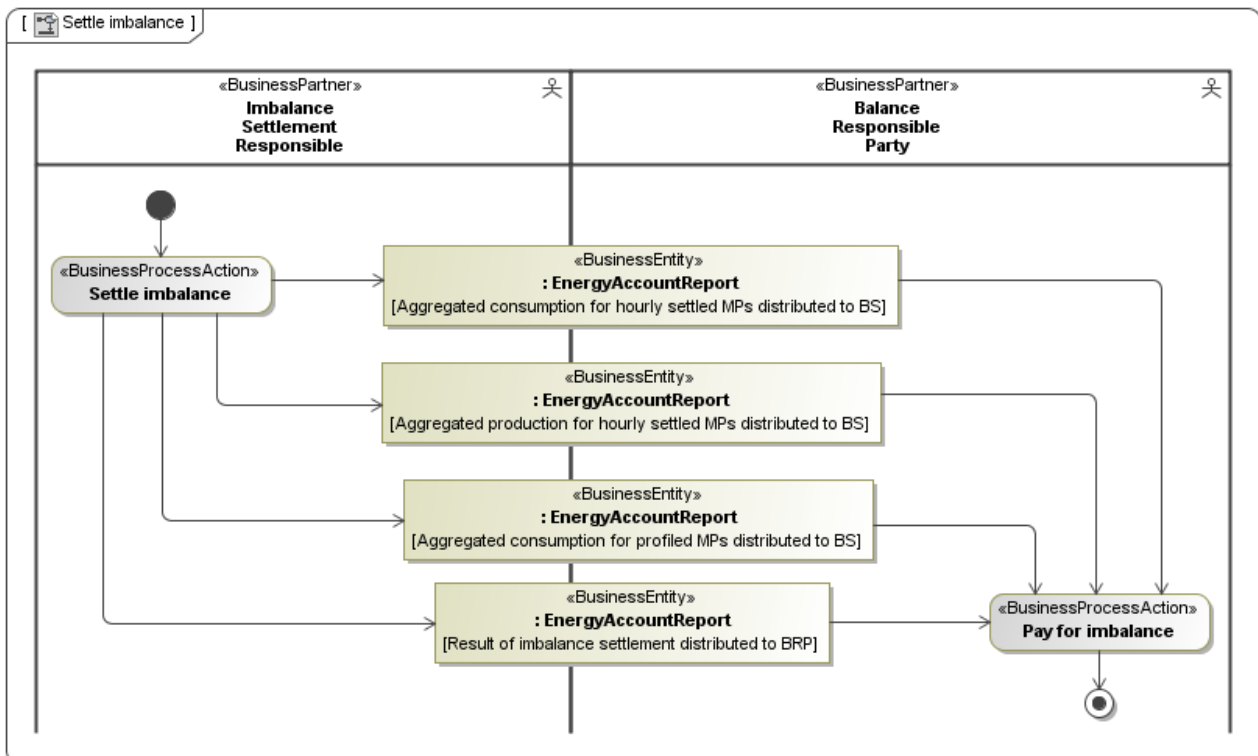 [ Settle imbalance ]
«BusinessPartner»
Imbalance
Settlement
Responsible
«BusinessPartner»
Balance
Responsible
Party
«BusinessProcessAction»
Settle imbalance
«BusinessEntity»
: EnergyAccountReport
[Aggregated consumption for hourly settled MPs distributed to BS]
«BusinessEntity»
: EnergyAccountReport
[Aggregated production for hourly settled MPs distributed to BS]
«BusinessEntity»
: EnergyAccountReport
[Aggregated consumption for profiled MPs distributed to BS]
«BusinessEntity»
: EnergyAccountReport
[Result of imbalance settlement distributed to BRP]
«BusinessProcessAction»
Pay for imbalance